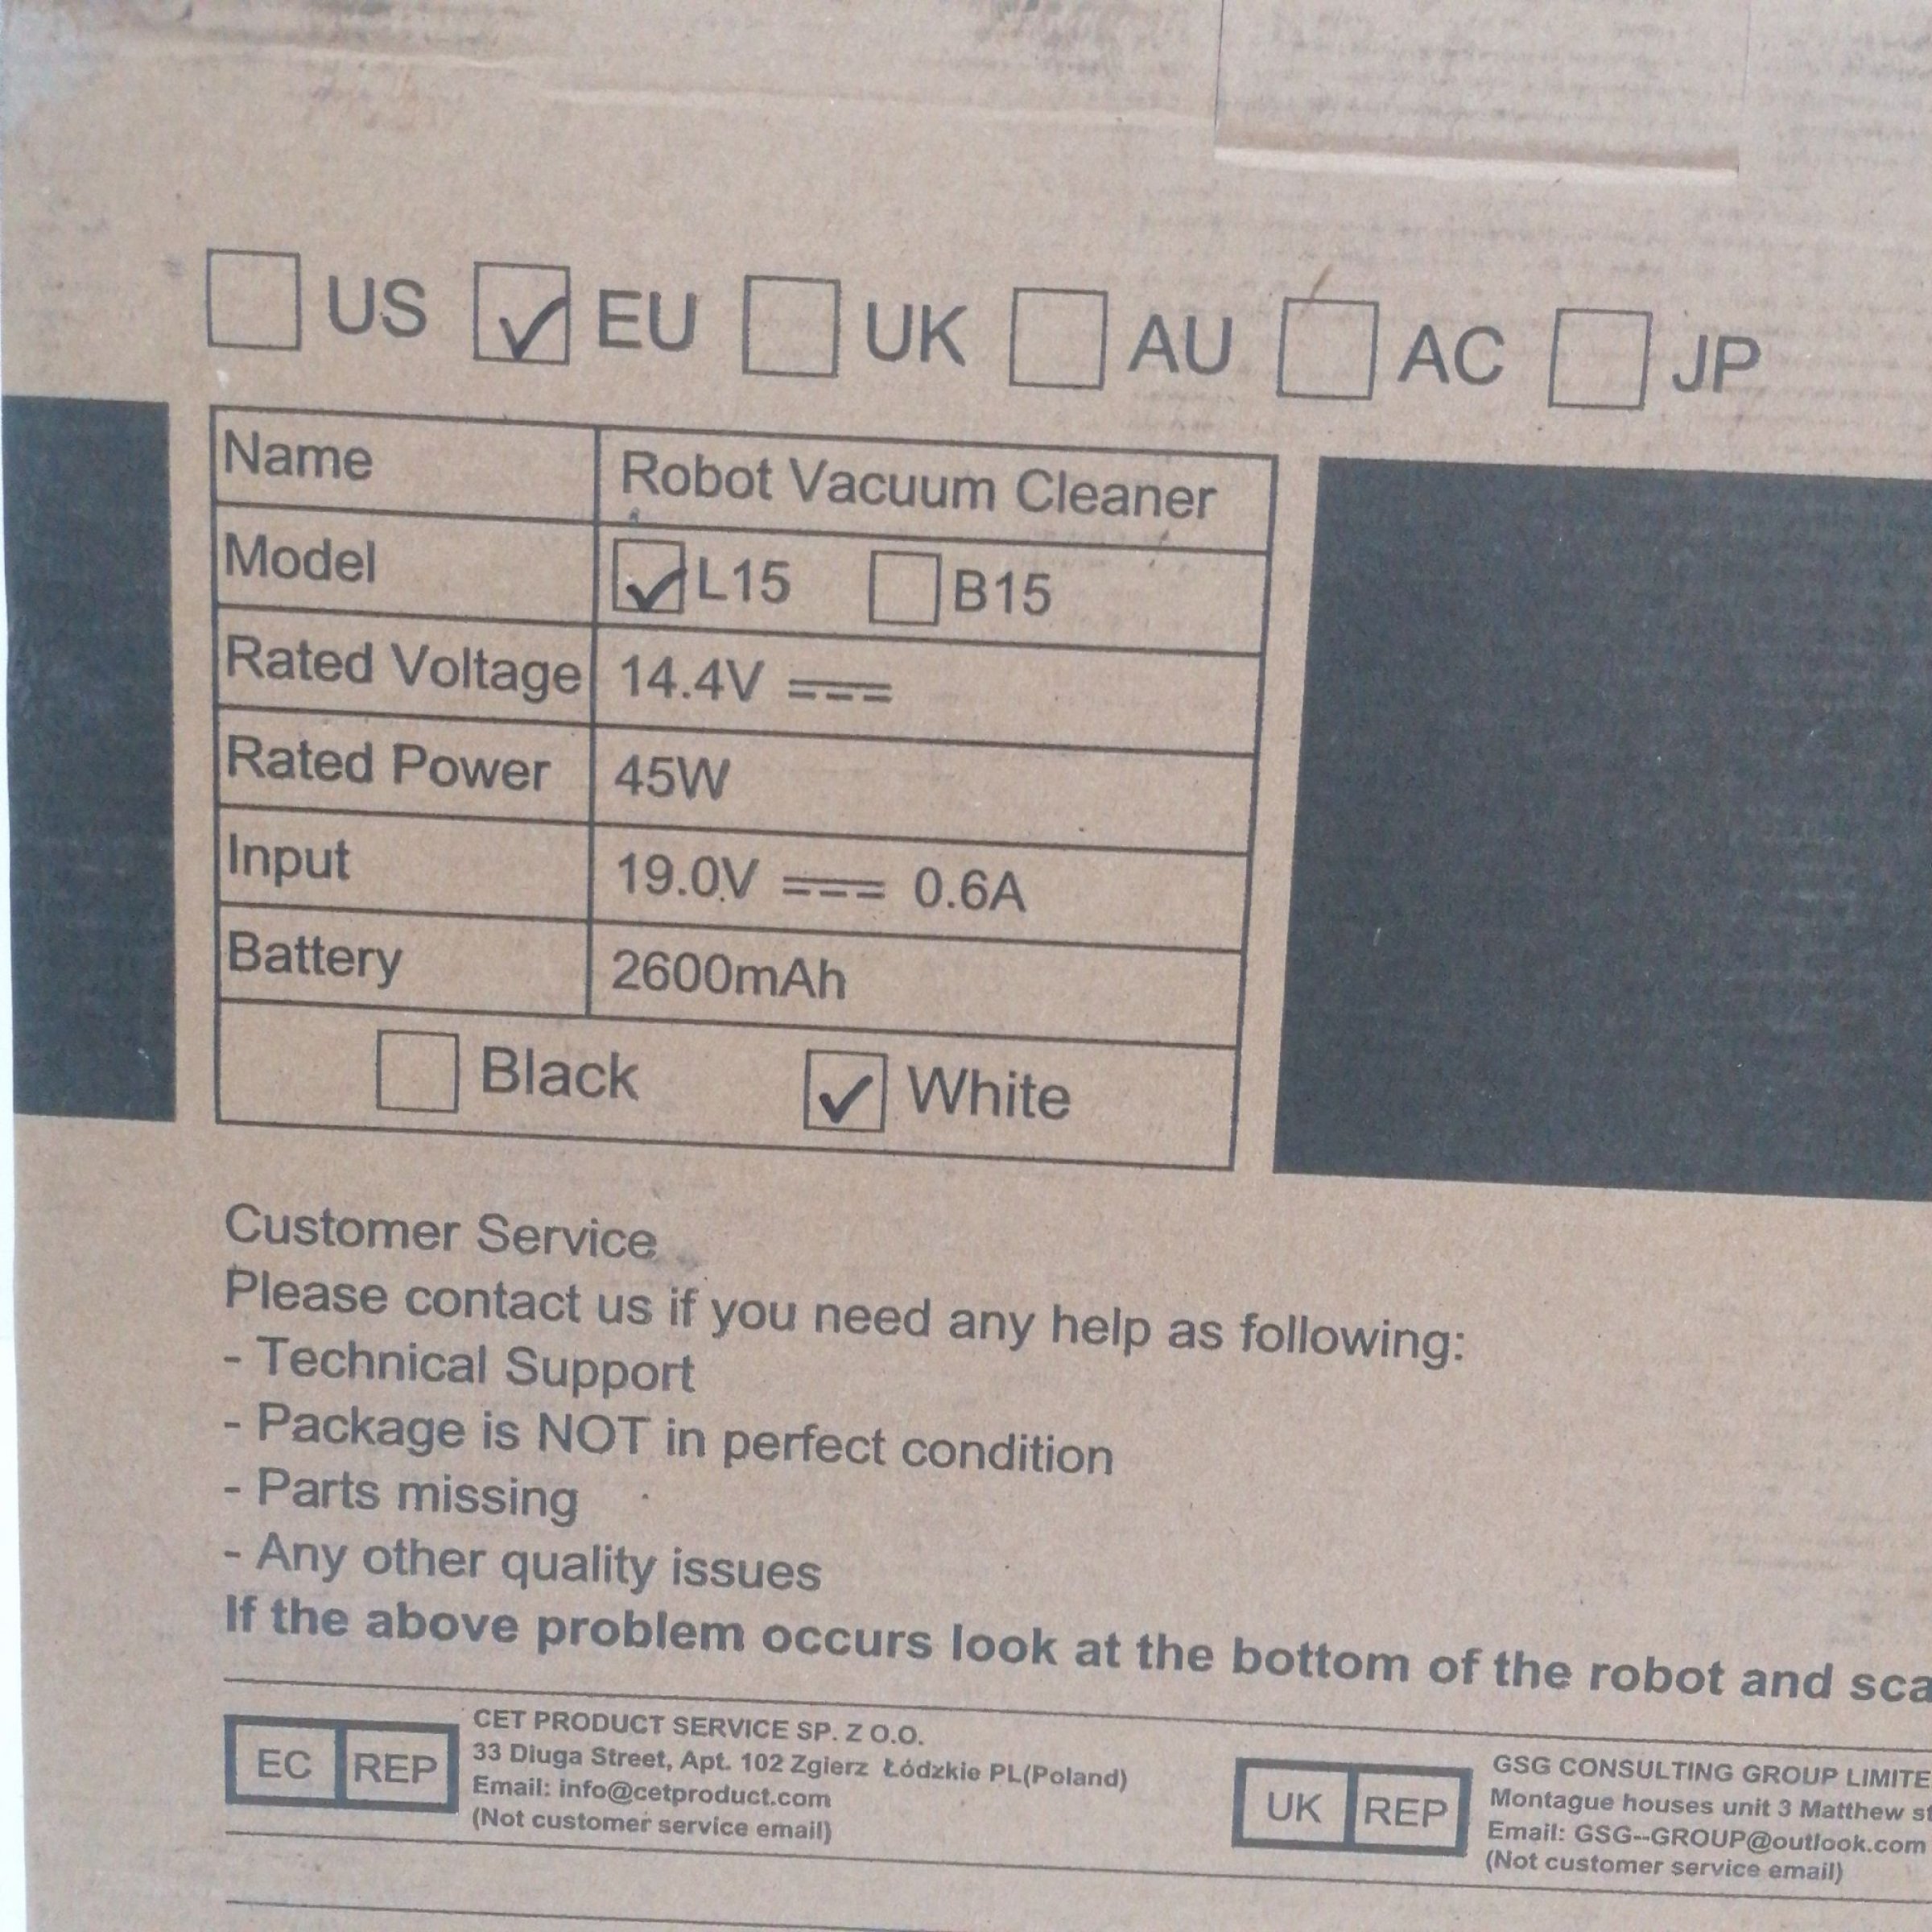 US EU UK AU AC JP
Name Robot Vacuum Cleaner
Model L15 B15
Rated Voltage 14.4V
Rated Power 45W
Input 19.0V 0.6A
Battery 2600mAh
Black White
Customer Service
Please contact us if you need any help as following:
- Technical Support
- Package is NOT in perfect condition
- Parts missing
- Any other quality issues
If the above problem occurs look at the bottom of the robot and
EC REP
CET PRODUCT SERVICE SP. Z O.O.
33 Dluga Street, Apt. 102 Zgierz Łódzkie PL(Poland)
Email: info@cetproduct.com
(Not customer service email)
UK REP
GSG CONSULTING GROUP
Montague houses unit 3 Matthew
Email: GSG--GROUP@outlook.com
(Not customer service email)